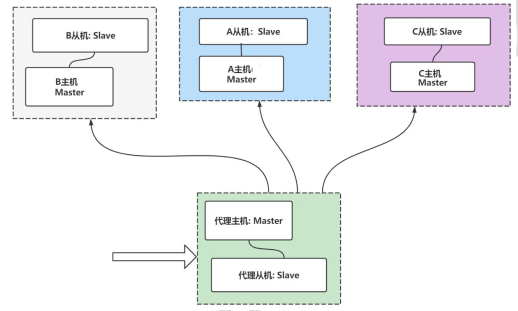 B从机: Slave
B主机
Master
A从机: Slave
A主机
Master
C从机: Slave
C主机
Master
代理主机: Master
代理从机: Slave